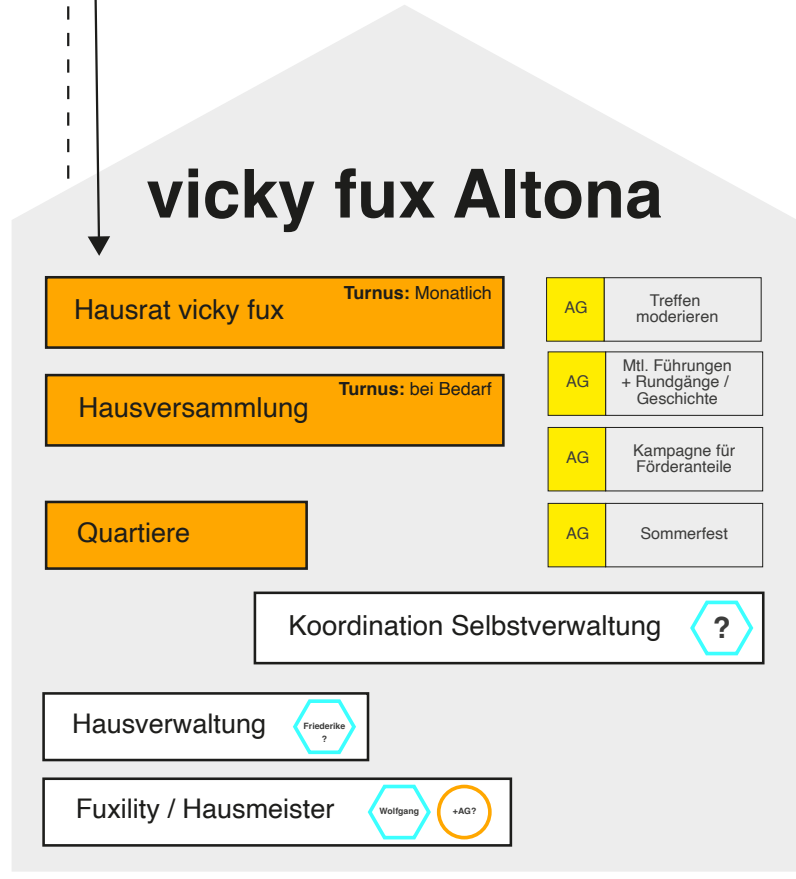 vicky fux Altona
Hausrat vicky fux
Turnus: Monatlich
Hausversammlung
Turnus: bei Bedarf
Quartiere
AG
Treffen
moderieren
AG
Mtl. Führungen
+ Rundgänge /
Geschichte
AG
Kampagne für
Förderanteile
AG
Sommerfest
Koordination Selbstverwaltung
?
Hausverwaltung
Friederike
?
Fuxility / Hausmeister
Wolfgang
+AG?